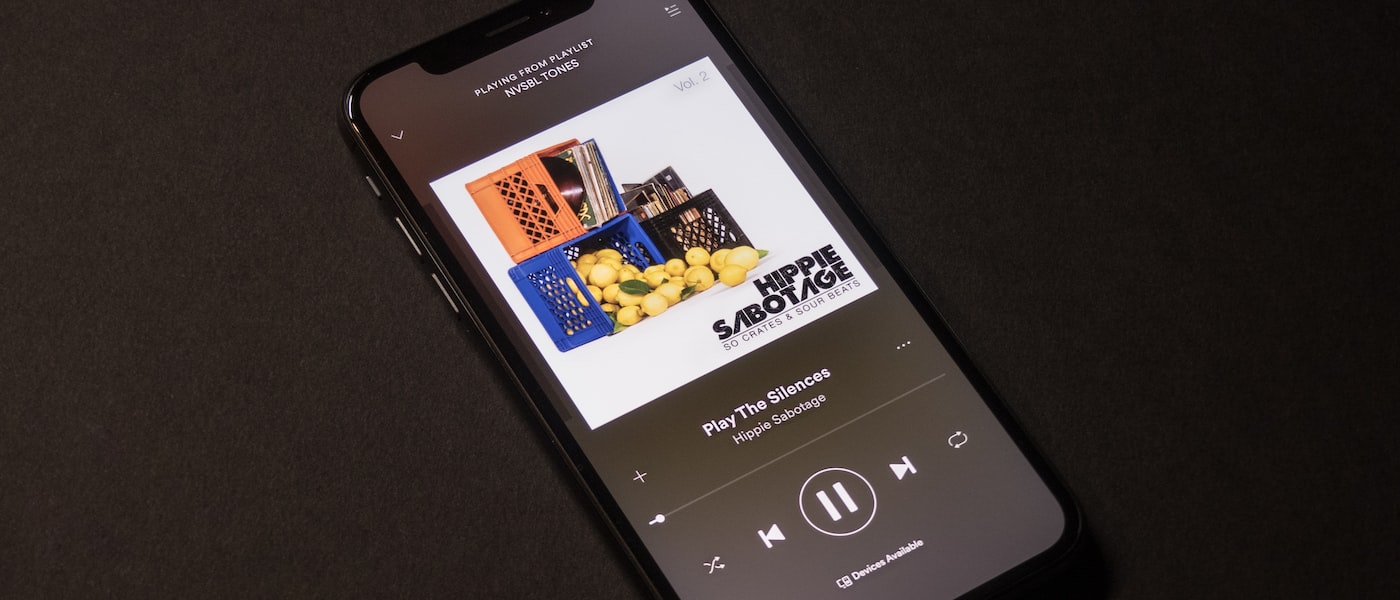 PLAYING FROM PLAYLIST
NVSBL TONES
Vol. 2
HIPPIE
SABOTAGE
SO CRATES & SOUR BEATS
Play The Silences
Hippie Sabotage
Devices Available